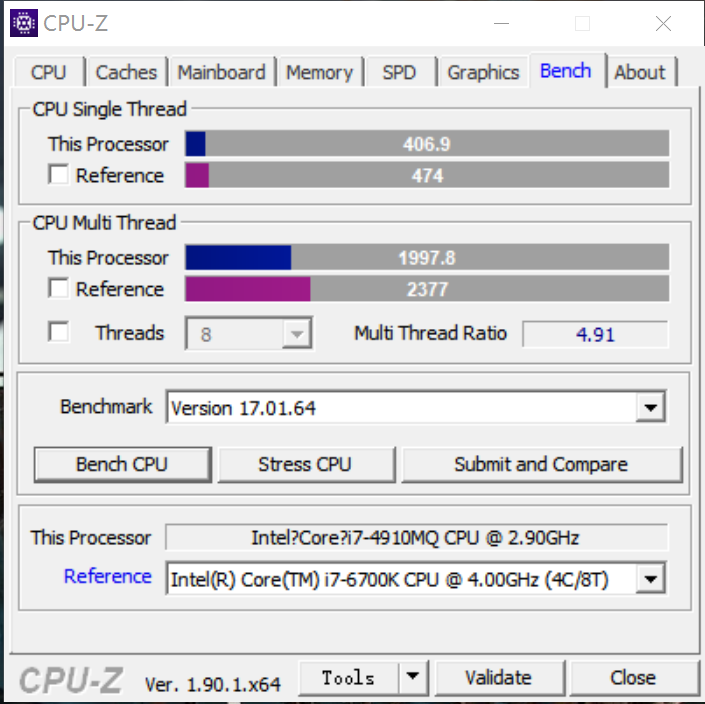 CPU-Z
CPU Caches Mainboard Memory SPD Graphics Bench About
CPU Single Thread
This Processor 406.9
Reference 474
CPU Multi Thread
This Processor 1997.8
Reference 2377
Threads 8 Multi Thread Ratio 4.91
Benchmark Version 17.01.64
Bench CPU Stress CPU Submit and Compare
This Processor Intel?Core?i7-4910MQ CPU @ 2.90GHz
Reference Intel(R) Core(TM) i7-6700K CPU @ 4.00GHz (4C/8T)
CPU-Z Ver. 1.90.1.x64 Tools Validate Close